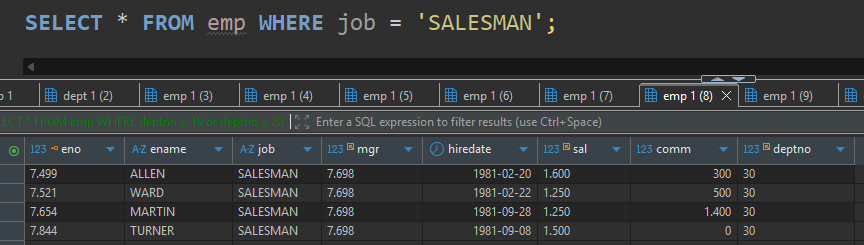 SELECT * FROM emp WHERE job = 'SALESMAN';
p 1 dept 1 (2) emp 1 (3) emp 1 (4) emp 1 (5) emp 1 (6) emp 1 (7) emp 1 (8) emp 1 (9)
ECT * FROM emp WHERE deptno = 10 or deptno = 20 Enter a SQL expression to filter results (use Ctrl+Space)
123 eno A-Z ename A-Z job 123 mgr hiredate 123 sal 123 comm 123 deptno
7.499 ALLEN SALESMAN 7.698 1981-02-20 1.600 300 30
7.521 WARD SALESMAN 7.698 1981-02-22 1.250 500 30
7.654 MARTIN SALESMAN 7.698 1981-09-28 1.250 1.400 30
7.844 TURNER SALESMAN 7.698 1981-09-08 1.500 0 30